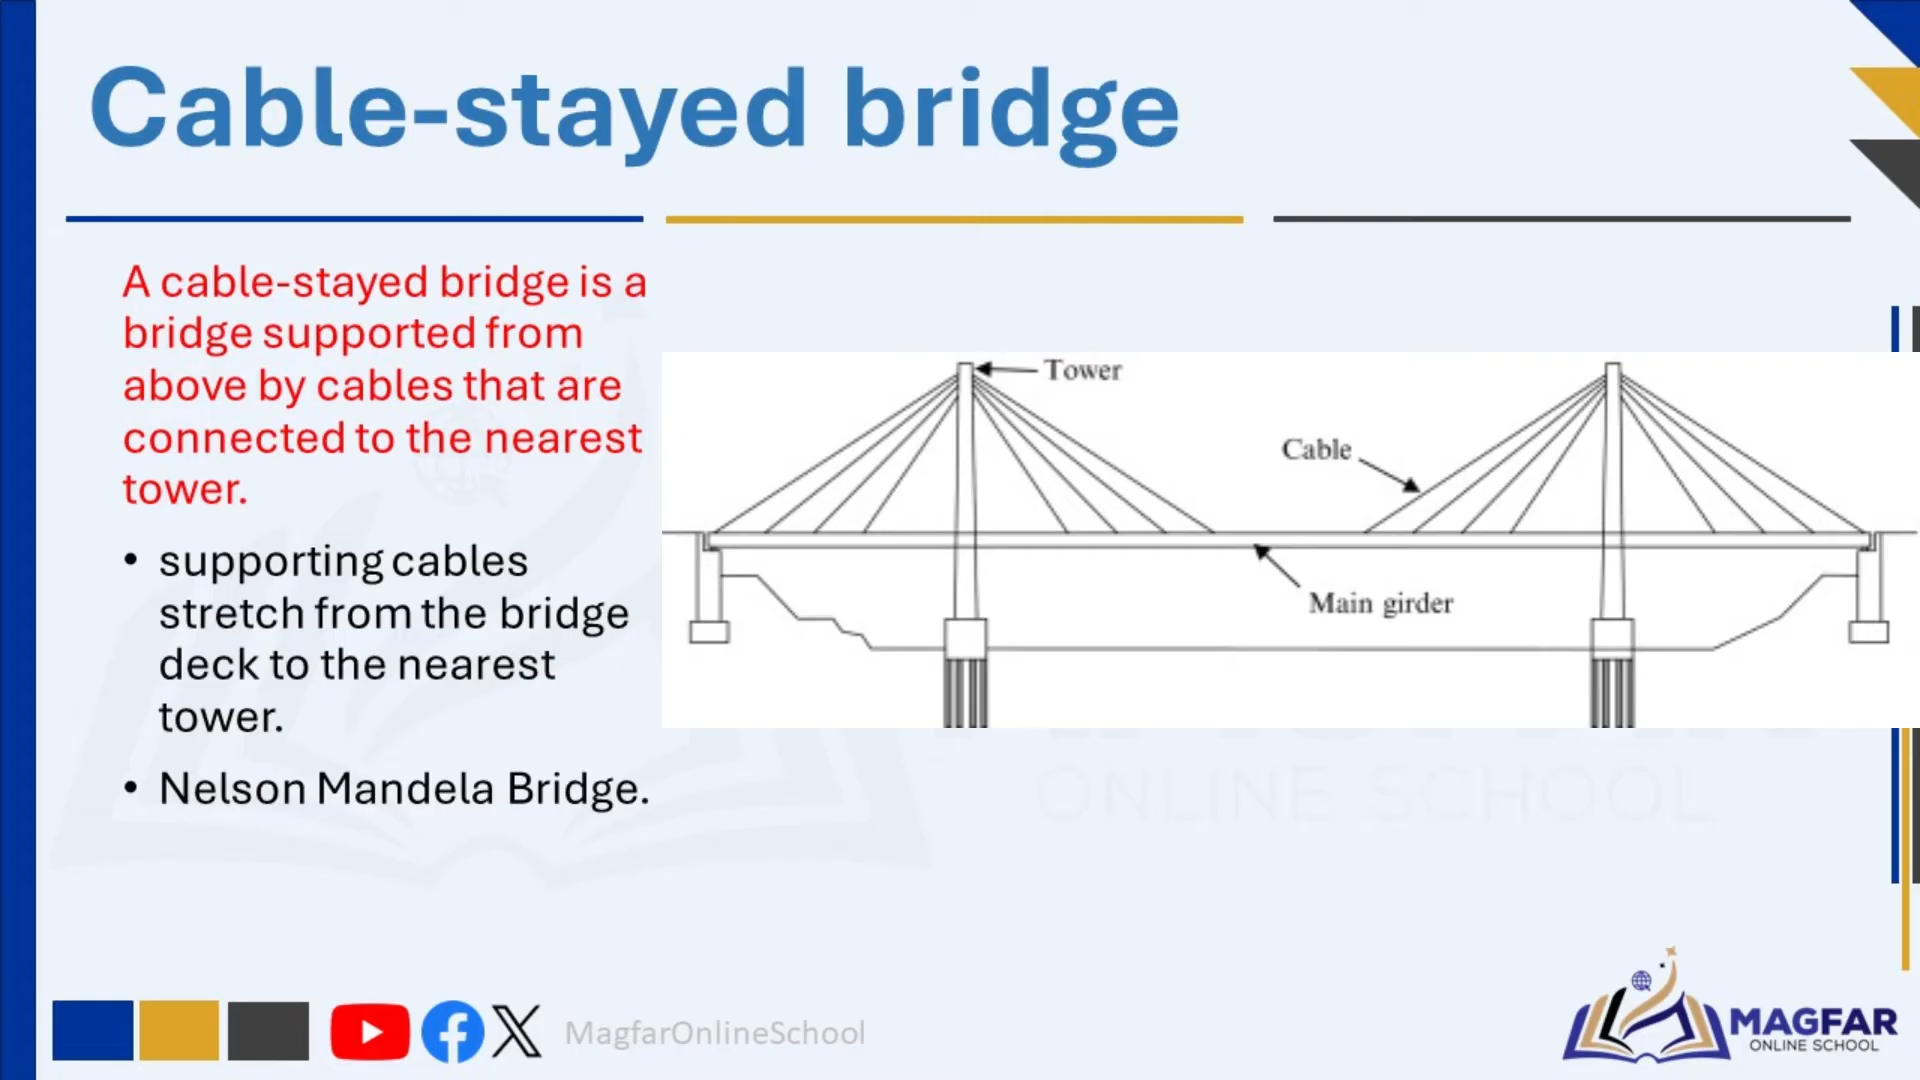 Cable-stayed bridge
A cable-stayed bridge is a
bridge supported from
above by cables that are
connected to the nearest
tower.
• supporting cables
stretch from the bridge
deck to the nearest
tower.
• Nelson Mandela Bridge.
Tower
Cable
Main girder
ONLINE SCHOOL
MagfarOnlineSchool
MAGFAR
ONLINE SCHOOL